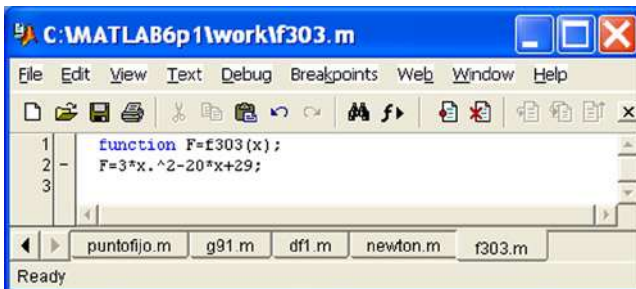 C:\MATLAB6p1\work\f303.m
File Edit View Text Debug Breakpoints Web Window Help
1 function F=f303(x);
2 - F=3*x.^2-20*x+29;
3
puntofijo.m g91.m df1.m newton.m f303.m
Ready